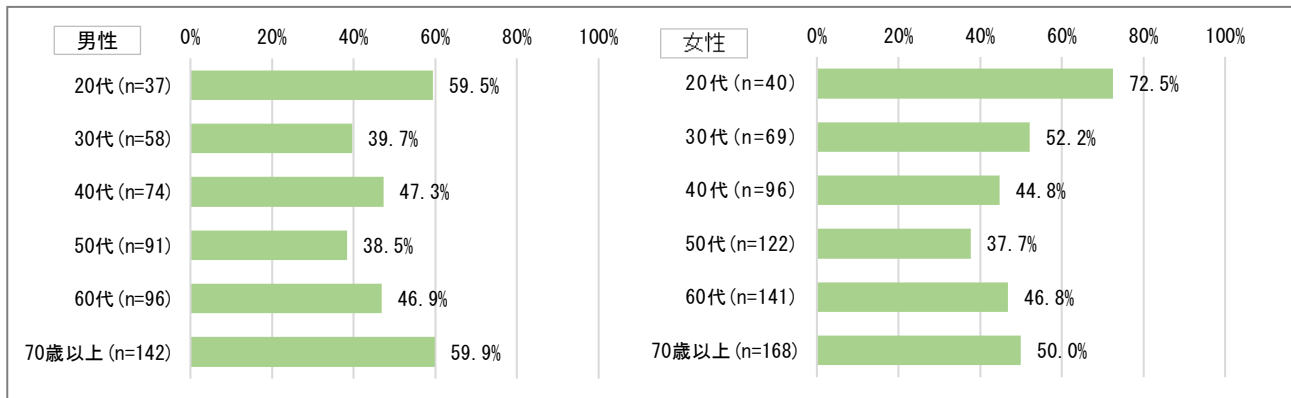 男性
0% 20% 40% 60% 80% 100%
20代(n=37) 59.5%
30代(n=58) 39.7%
40代(n=74) 47.3%
50代(n=91) 38.5%
60代(n=96) 46.9%
70歳以上(n=142) 59.9%
女性
0% 20% 40% 60% 80% 100%
20代(n=40) 72.5%
30代(n=69) 52.2%
40代(n=96) 44.8%
50代(n=122) 37.7%
60代(n=141) 46.8%
70歳以上(n=168) 50.0%